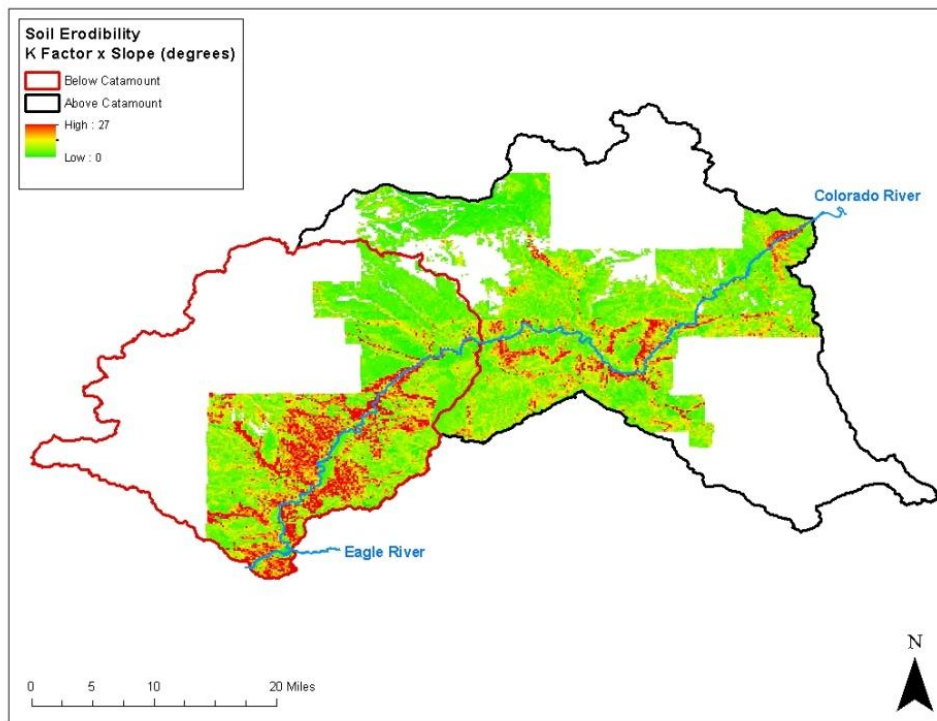 Soil Erodibility
K Factor x Slope (degrees)
Below Catamount
Above Catamount
High : 27
Low : 0
Colorado River
Eagle River
N
0 5 10 20 Miles